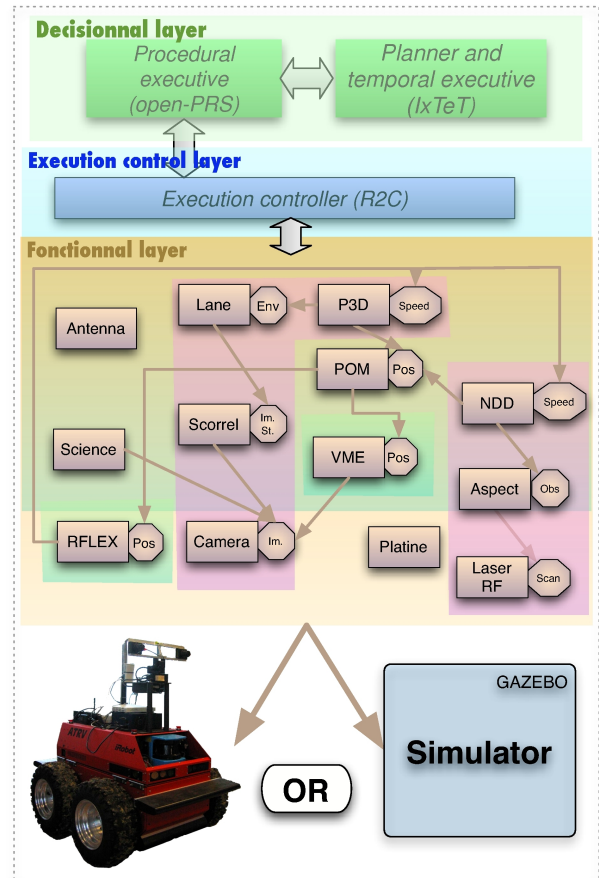 Decisionnal layer
Procedural
executive
(open-PRS)
Planner and
temporal executive
(IxTeT)
Execution control layer
Execution controller (R2C)
Fonctionnal layer
Lane
Env
P3D
Speed
Antenna
POM
Pos
NDD
Speed
Scorrel
Im.
St.
Science
VME
Pos
Aspect
Obs
RFLEX
Pos
Camera
Im.
Platine
Laser
RF
Scan
GAZEBO
Simulator
ATRV
iRobot
OR